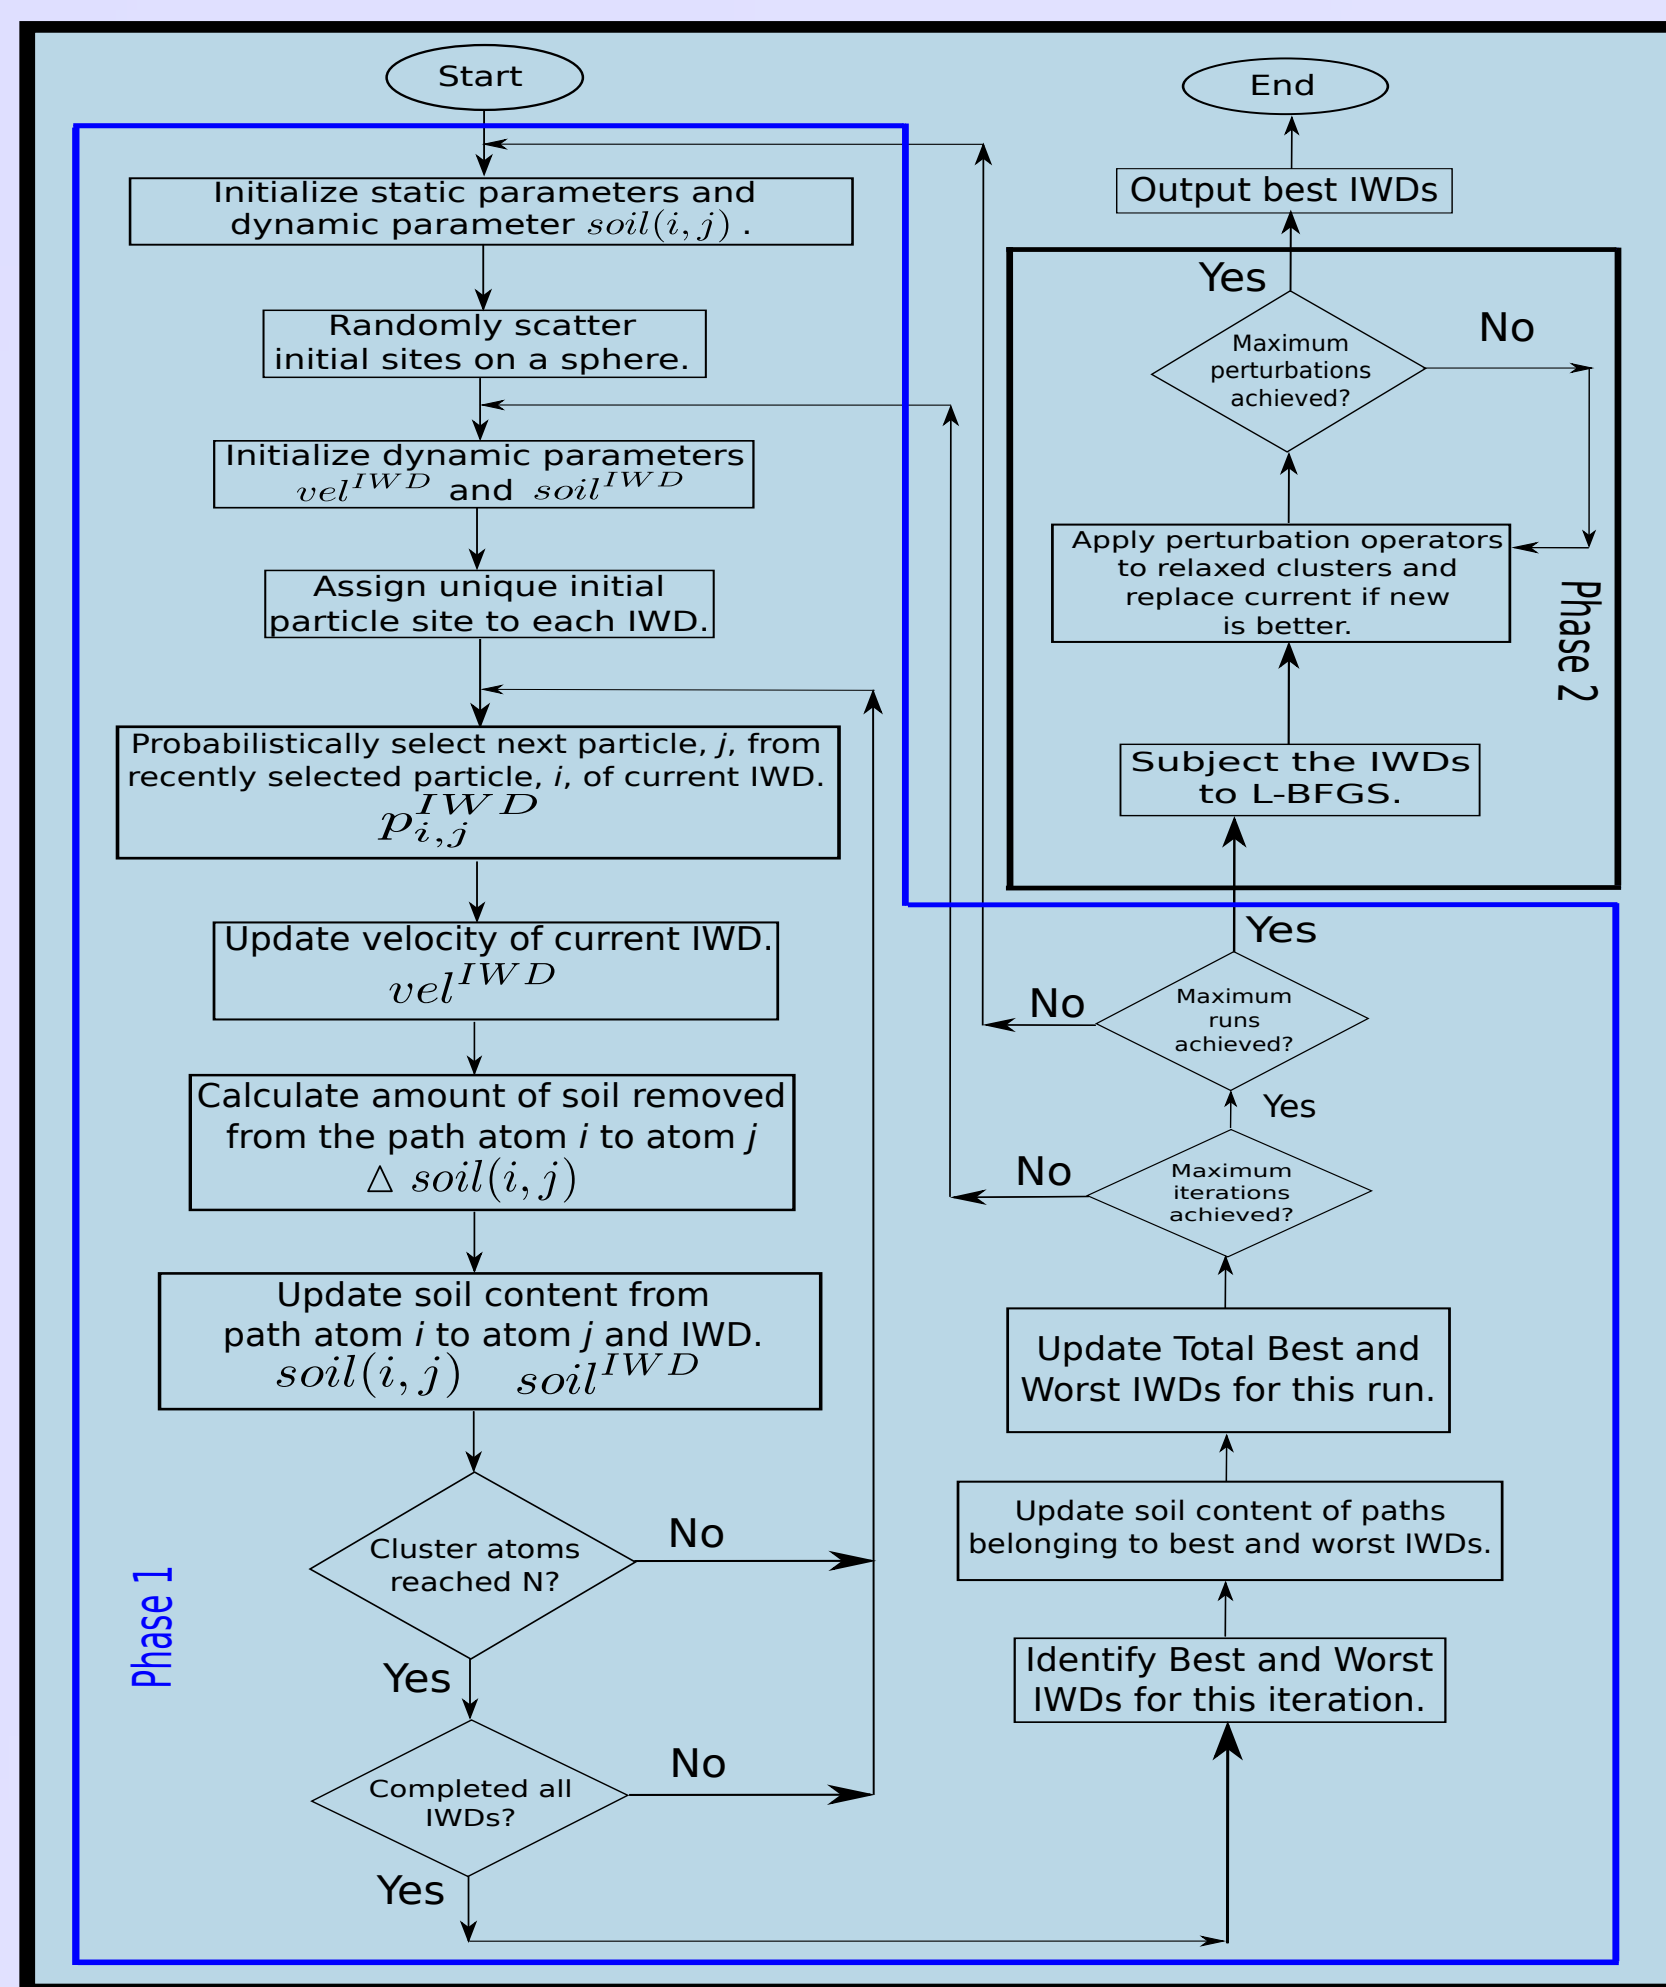 Start
Initialize static parameters and
dynamic parameter soil(i, j) .
Randomly scatter
initial sites on a sphere.
Initialize dynamic parameters
vel^{IWD} and soil^{IWD}
Assign unique initial
particle site to each IWD.
Probabilistically select next particle, j, from
recently selected particle, i, of current IWD.
p_{i,j}^{IWD}
Update velocity of current IWD.
vel^{IWD}
Calculate amount of soil removed
from the path atom i to atom j
△ soil(i, j)
Update soil content from
path atom i to atom j and IWD.
soil(i, j) soil^{IWD}
Cluster atoms
reached N?
No
Yes
Completed all
IWDs?
No
Yes
Phase 1
Identify Best and Worst
IWDs for this iteration.
Update soil content of paths
belonging to best and worst IWDs.
Update Total Best and
Worst IWDs for this run.
Maximum
iterations
achieved?
No
Yes
Maximum
runs
achieved?
No
Yes
Subject the IWDs
to L-BFGS.
Apply perturbation operators
to relaxed clusters and
replace current if new
is better.
Phase 2
Maximum
perturbations
achieved?
No
Yes
Output best IWDs
End